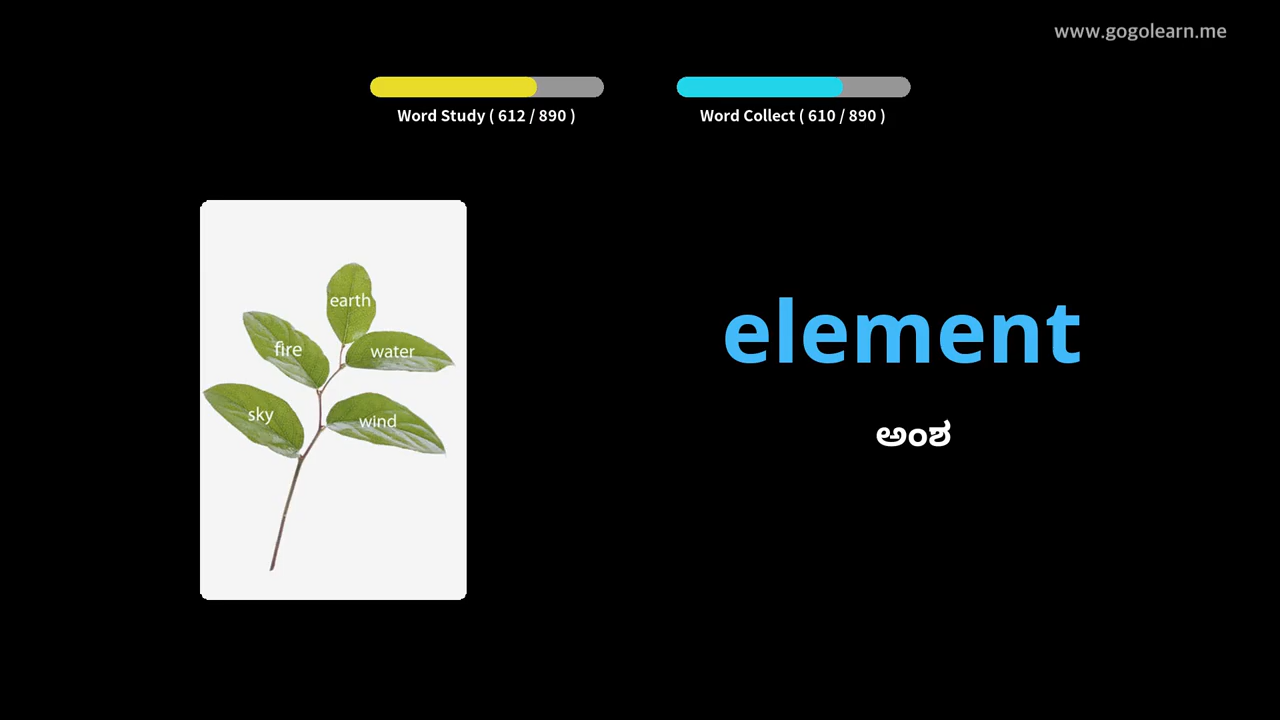 www.gogolearn.me
Word Study ( 612 / 890 )
Word Collect ( 610 / 890 )
earth
fire
water
sky
wind
element
ಅಂಶ